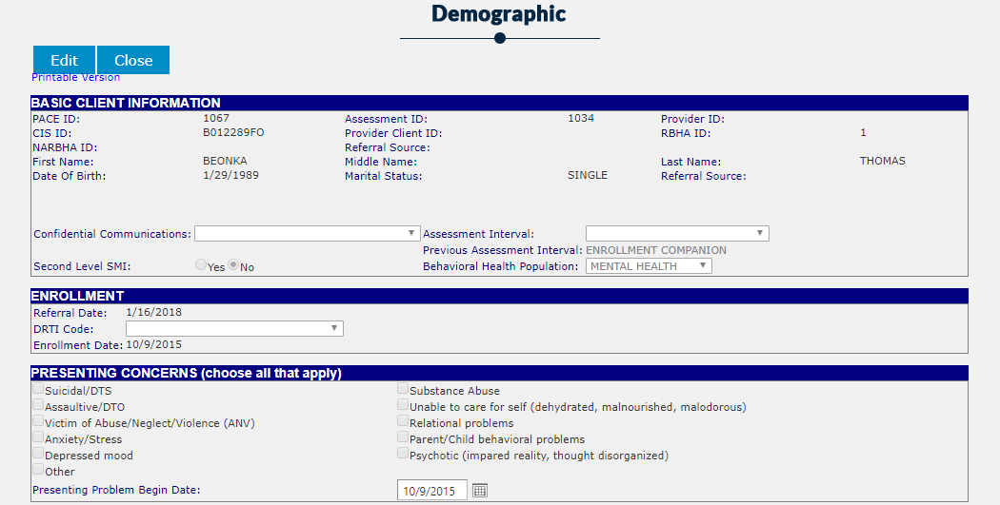 Demographic
Edit Close
Printable Version
BASIC CLIENT INFORMATION
PACE ID: 1067 Assessment ID: 1034 Provider ID:
CIS ID: B012289FO Provider Client ID: RBHA ID: 1
NARBHA ID: Referral Source:
First Name: BEONKA Middle Name: Last Name: THOMAS
Date Of Birth: 1/29/1989 Marital Status: SINGLE Referral Source:
Confidential Communications: Assessment Interval:
Previous Assessment Interval: ENROLLMENT COMPANION
Second Level SMI: Yes No Behavioral Health Population: MENTAL HEALTH
ENROLLMENT
Referral Date: 1/16/2018
DRTI Code:
Enrollment Date: 10/9/2015
PRESENTING CONCERNS (choose all that apply)
Suicidal/DTS Substance Abuse
Assaultive/DTO Unable to care for self (dehydrated, malnourished, malodorous)
Victim of Abuse/Neglect/Violence (ANV) Relational problems
Anxiety/Stress Parent/Child behavioral problems
Depressed mood Psychotic (impared reality, thought disorganized)
Other
Presenting Problem Begin Date: 10/9/2015